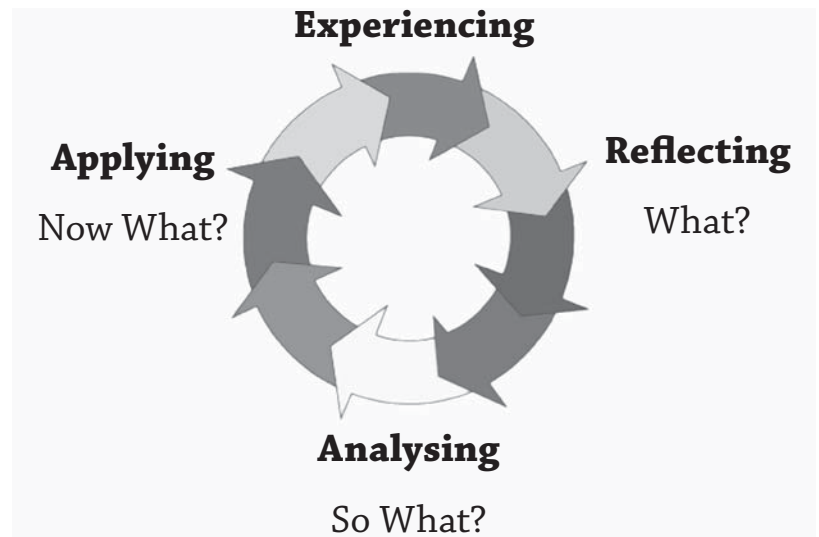 Experiencing
Reflecting
What?
Analysing
So What?
Applying
Now What?